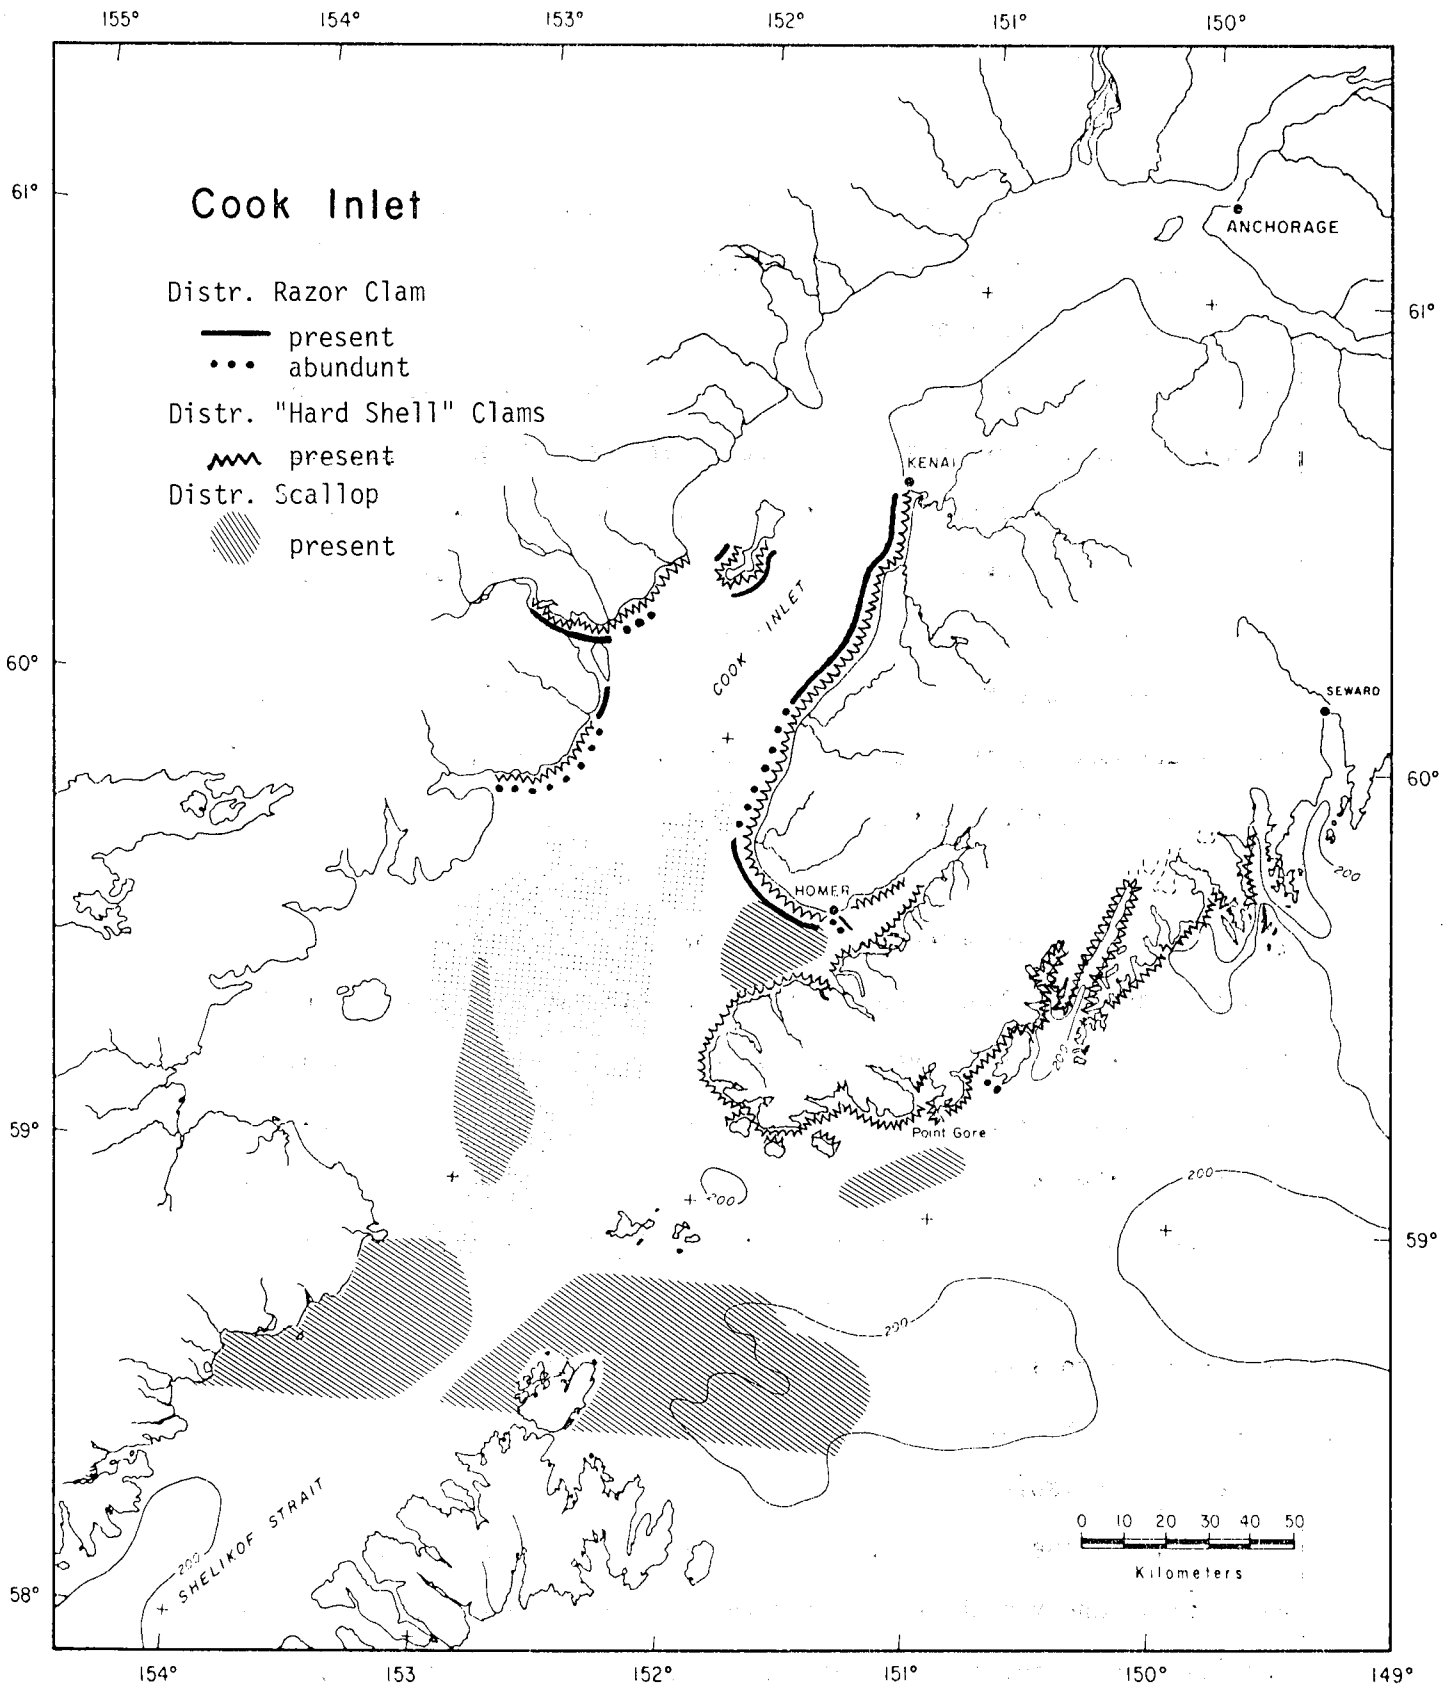 155° 154° 153° 152° 151° 150°
61°
Cook Inlet
ANCHORAGE
Distr. Razor Clam
61°
present
abundunt
Distr. "Hard Shell" Clams
present
KENAI
Distr. Scallop
present
COOK INLET
60°
SEWARD
60°
200
HOMER
200
59°
Point Gore
200
200
59°
200
SHELIKOF STRAIT
200
0 10 20 30 40 50
Kilometers
58°
154° 153 152° 151° 150° 149°